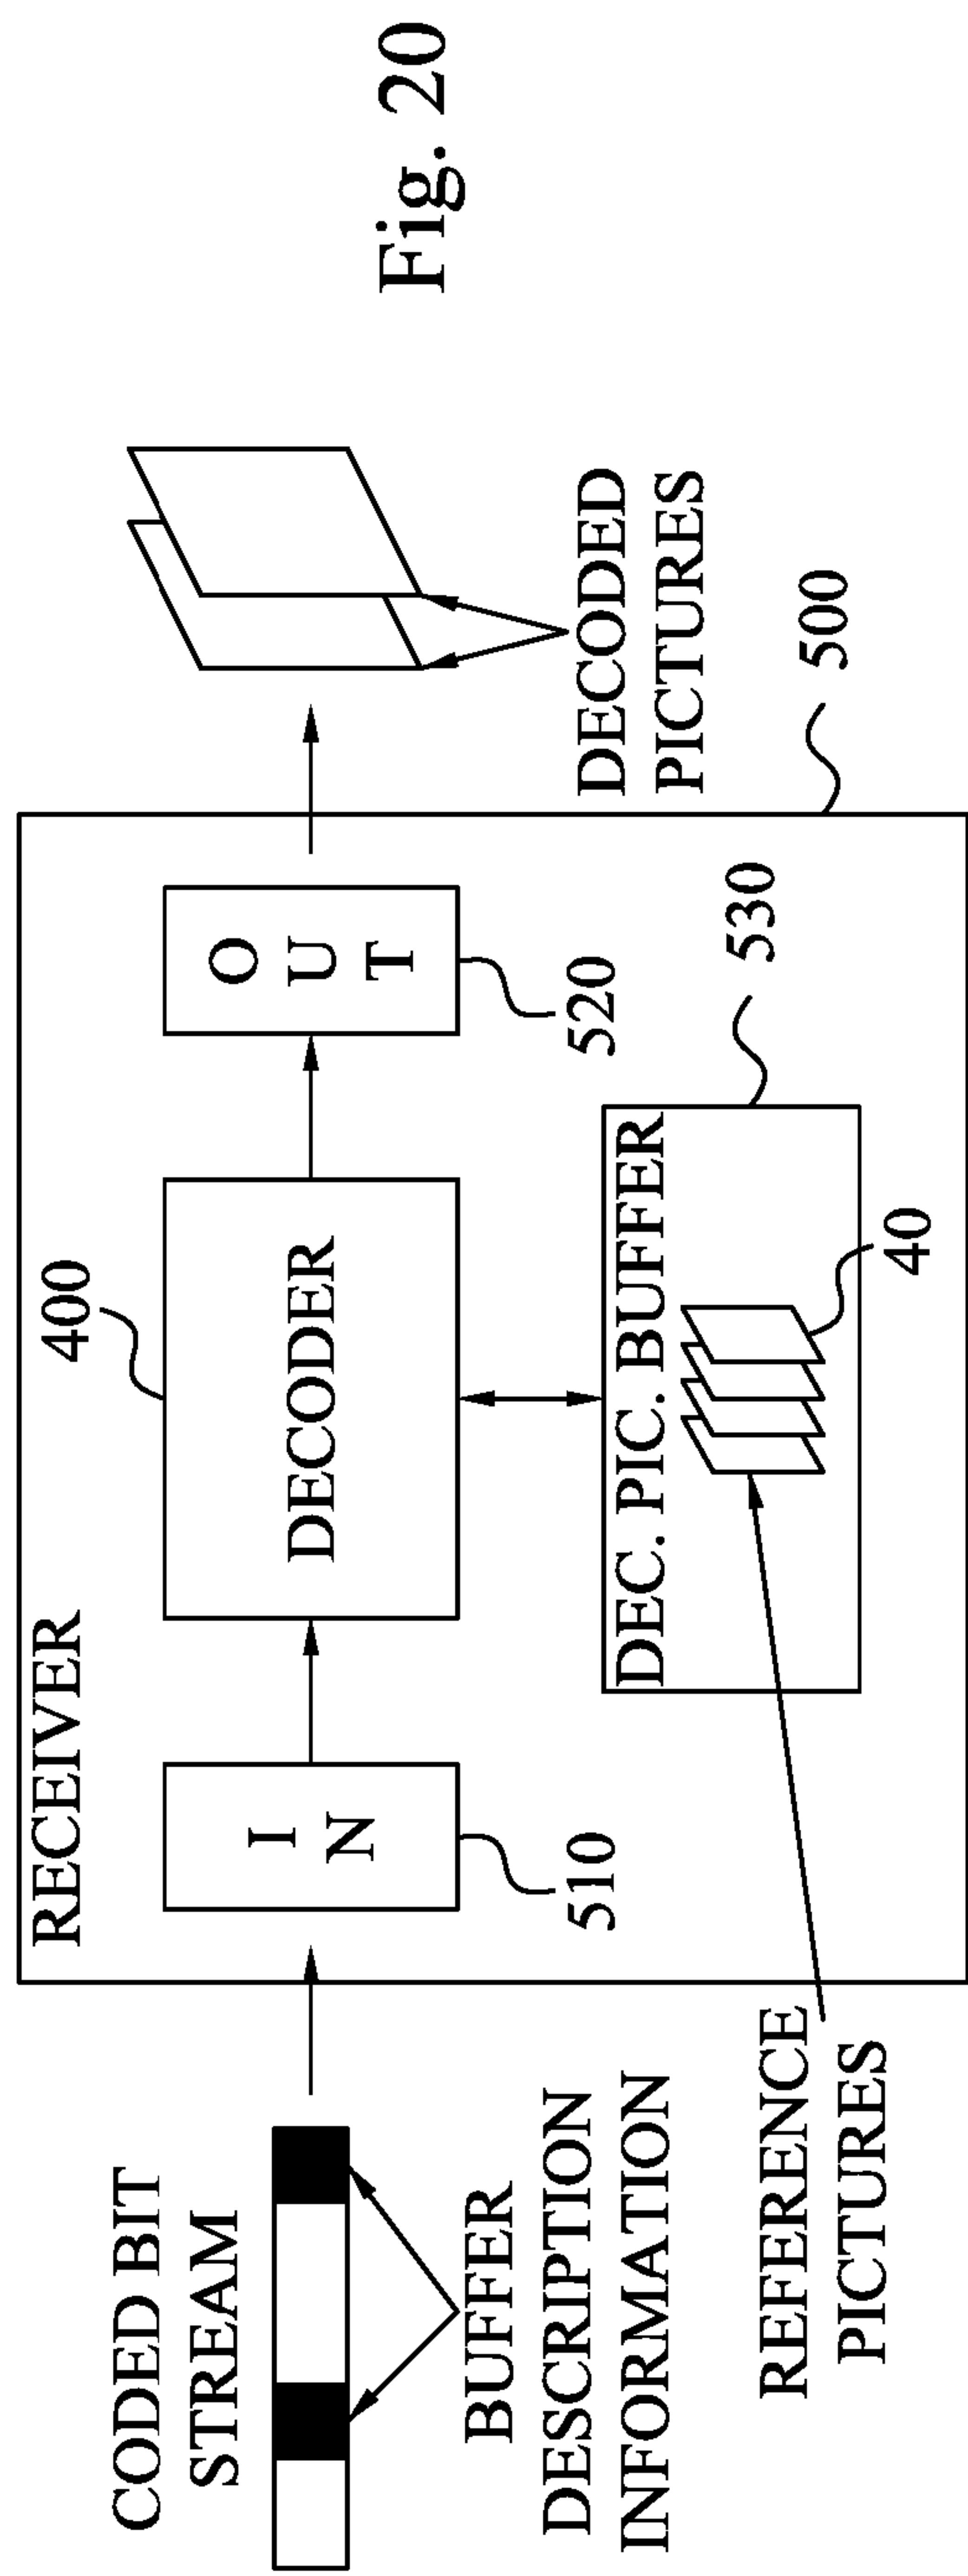 RECEIVER
400
CODED BIT
STREAM
I
N
DECODER
O
U
T
510
520
BUFFER
DESCRIPTION
INFORMATION
DEC. PIC. BUFFER
530
40
REFERENCE
PICTURES
DECODED
PICTURES
500
Fig. 20